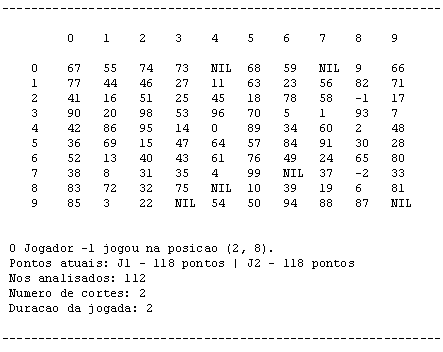 --------------------------------------------------------------
0 1 2 3 4 5 6 7 8 9
0 67 55 74 73 NIL 68 59 NIL 9 66
1 77 44 46 27 11 63 23 56 82 71
2 41 16 51 25 45 18 78 58 -1 17
3 90 20 98 53 96 70 5 1 93 7
4 42 86 95 14 0 89 34 60 2 48
5 36 69 15 47 64 57 84 91 30 28
6 52 13 40 43 61 76 49 24 65 80
7 38 8 31 35 4 99 NIL 37 -2 33
8 83 72 32 75 NIL 10 39 19 6 81
9 85 3 22 NIL 54 50 94 88 87 NIL
O Jogador -1 jogou na posicao (2, 8).
Pontos atuais: J1 - 118 pontos | J2 - 118 pontos
Nos analisados: 112
Numero de cortes: 2
Duracao da jogada: 2
--------------------------------------------------------------